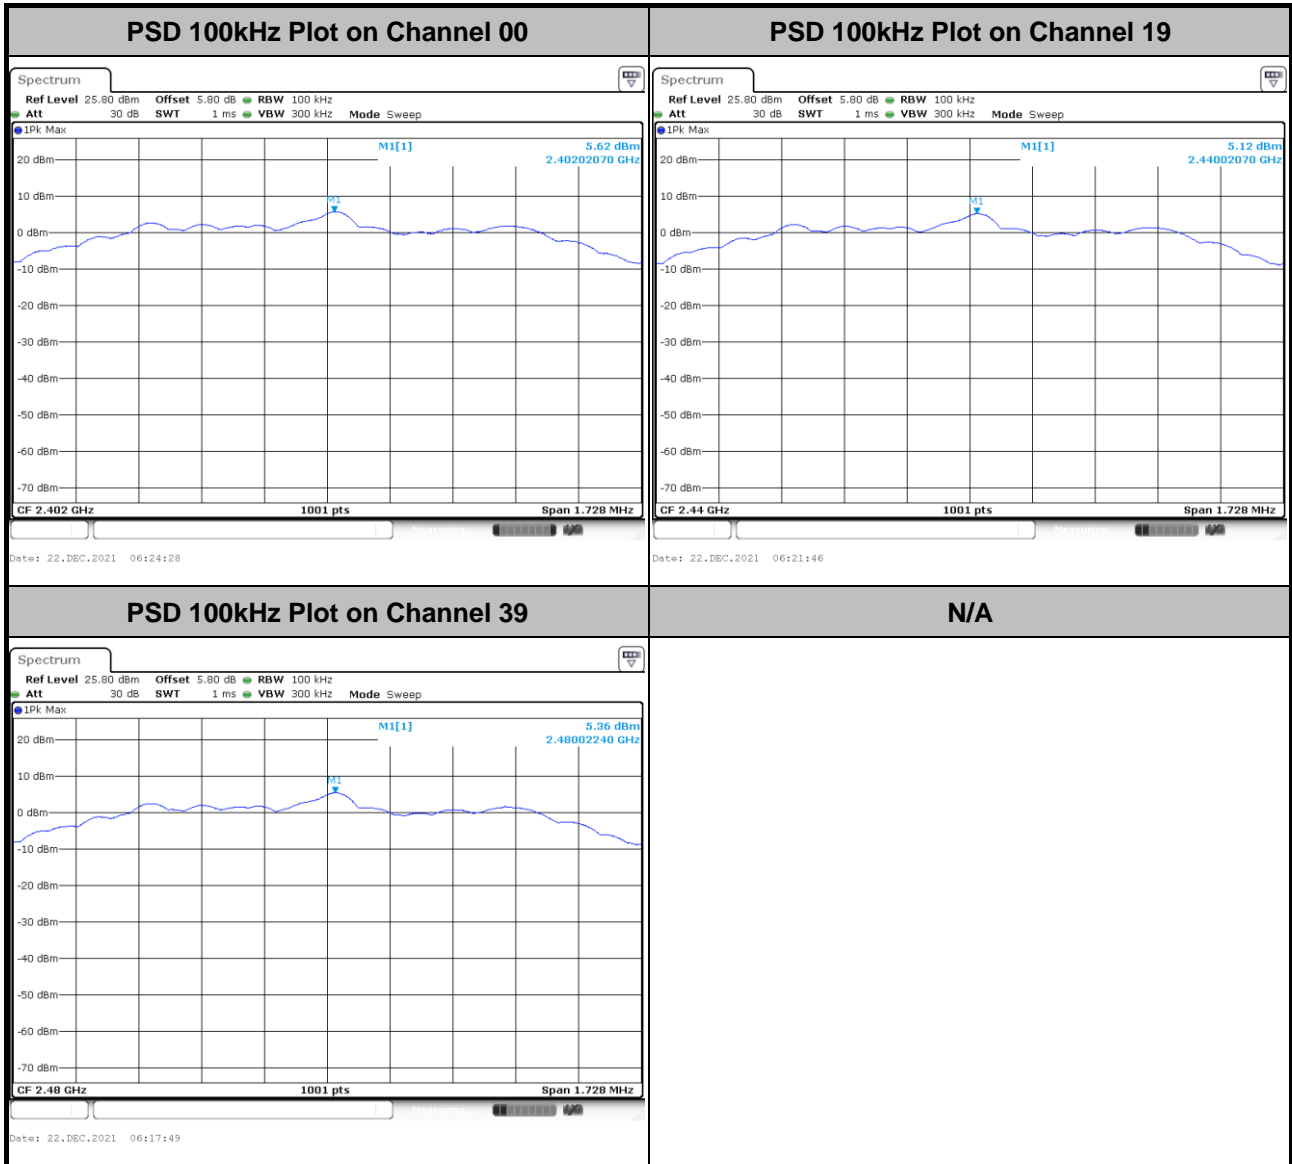 PSD 100kHz Plot on Channel 00
Spectrum
Ref Level 25.80 dBm Offset 5.80 dB RBW 100 kHz
Att 30 dB SWT 1 ms VBW 300 kHz Mode Sweep
1Pk Max
M1[1] 5.62 dBm
2.40202070 GHz
20 dBm
10 dBm
M1
0 dBm
-10 dBm
-20 dBm
-30 dBm
-40 dBm
-50 dBm
-60 dBm
-70 dBm
CF 2.402 GHz 1001 pts Span 1.728 MHz
Measuring
Date: 22.DEC.2021 06:24:28
PSD 100kHz Plot on Channel 19
Spectrum
Ref Level 25.80 dBm Offset 5.80 dB RBW 100 kHz
Att 30 dB SWT 1 ms VBW 300 kHz Mode Sweep
1Pk Max
M1[1] 5.12 dBm
2.44002070 GHz
20 dBm
10 dBm
M1
0 dBm
-10 dBm
-20 dBm
-30 dBm
-40 dBm
-50 dBm
-60 dBm
-70 dBm
CF 2.44 GHz 1001 pts Span 1.728 MHz
Measuring
Date: 22.DEC.2021 06:21:46
PSD 100kHz Plot on Channel 39
Spectrum
Ref Level 25.80 dBm Offset 5.80 dB RBW 100 kHz
Att 30 dB SWT 1 ms VBW 300 kHz Mode Sweep
1Pk Max
M1[1] 5.36 dBm
2.48002240 GHz
20 dBm
10 dBm
M1
0 dBm
-10 dBm
-20 dBm
-30 dBm
-40 dBm
-50 dBm
-60 dBm
-70 dBm
CF 2.48 GHz 1001 pts Span 1.728 MHz
Measuring
Date: 22.DEC.2021 06:17:49
N/A